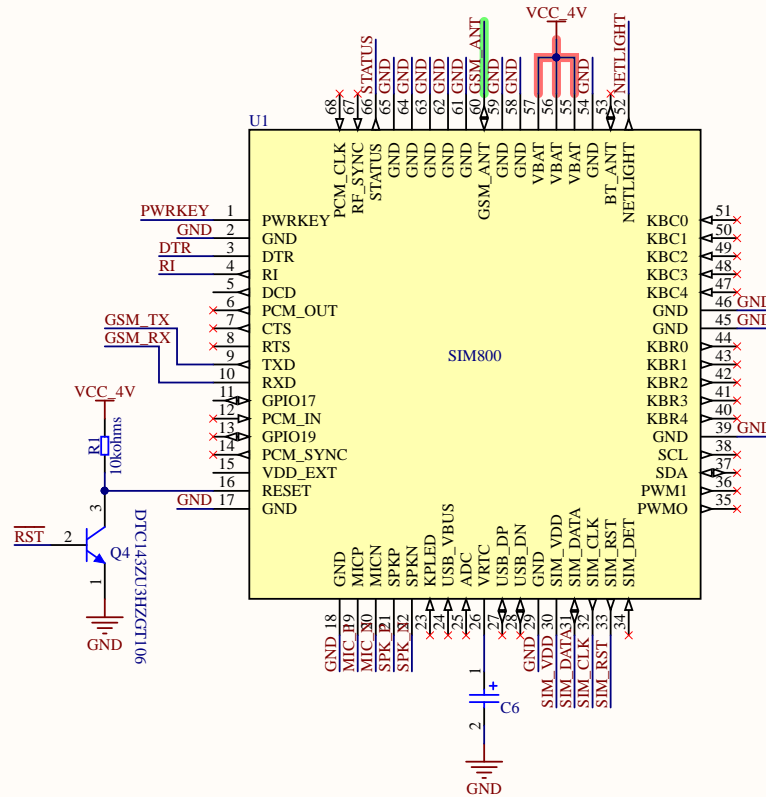 VCC_4V
STATUS
GND
GND
GND
GND
GND
GSM_ANT
GND
GND
GND
NETLIGHT
68
67
66
65
64
63
62
61
60
59
58
57
56
55
54
53
52
U1
PCM_CLK
RF_SYNC
STATUS
GND
GND
GND
GND
GND
GSM_ANT
GND
GND
VBAT
VBAT
VBAT
GND
BT_ANT
NETLIGHT
PWRKEY 1 PWRKEY
GND 2 GND
DTR 3 DTR
RI 4 RI
5 DCD
6 PCM_OUT
GSM_TX 7 CTS
GSM_RX 8 RTS
9 TXD
10 RXD
11 GPIO17
12 PCM_IN
13 GPIO19
14 PCM_SYNC
15 VDD_EXT
16 RESET
GND 17 GND
SIM800
KBC0 51
KBC1 50
KBC2 49
KBC3 48
KBC4 47
GND 46 GND
GND 45 GND
KBR0 44
KBR1 43
KBR2 42
KBR3 41
KBR4 40
GND 39 GND
SCL 38
SDA 37
PWM1 36
PWMO 35
VCC_4V
R1
10kohms
3
RST 2
Q4
DTC143ZU3HZGT106
1
GND
GND
MICP
MICN
SPKP
SPKN
KPLED
USB_VBUS
ADC
VRTC
USB_DP
USB_DN
GND
SIM_VDD
SIM_DATA
SIM_CLK
SIM_RST
SIM_DET
18
19
20
21
22
23
24
25
26
27
28
29
30
31
32
33
34
GND
MIC_P
MIC_N
SPK_P
SPK_N
GND
SIM_VDD
SIM_DATA
SIM_CLK
SIM_RST
1
+
C6
2
GND